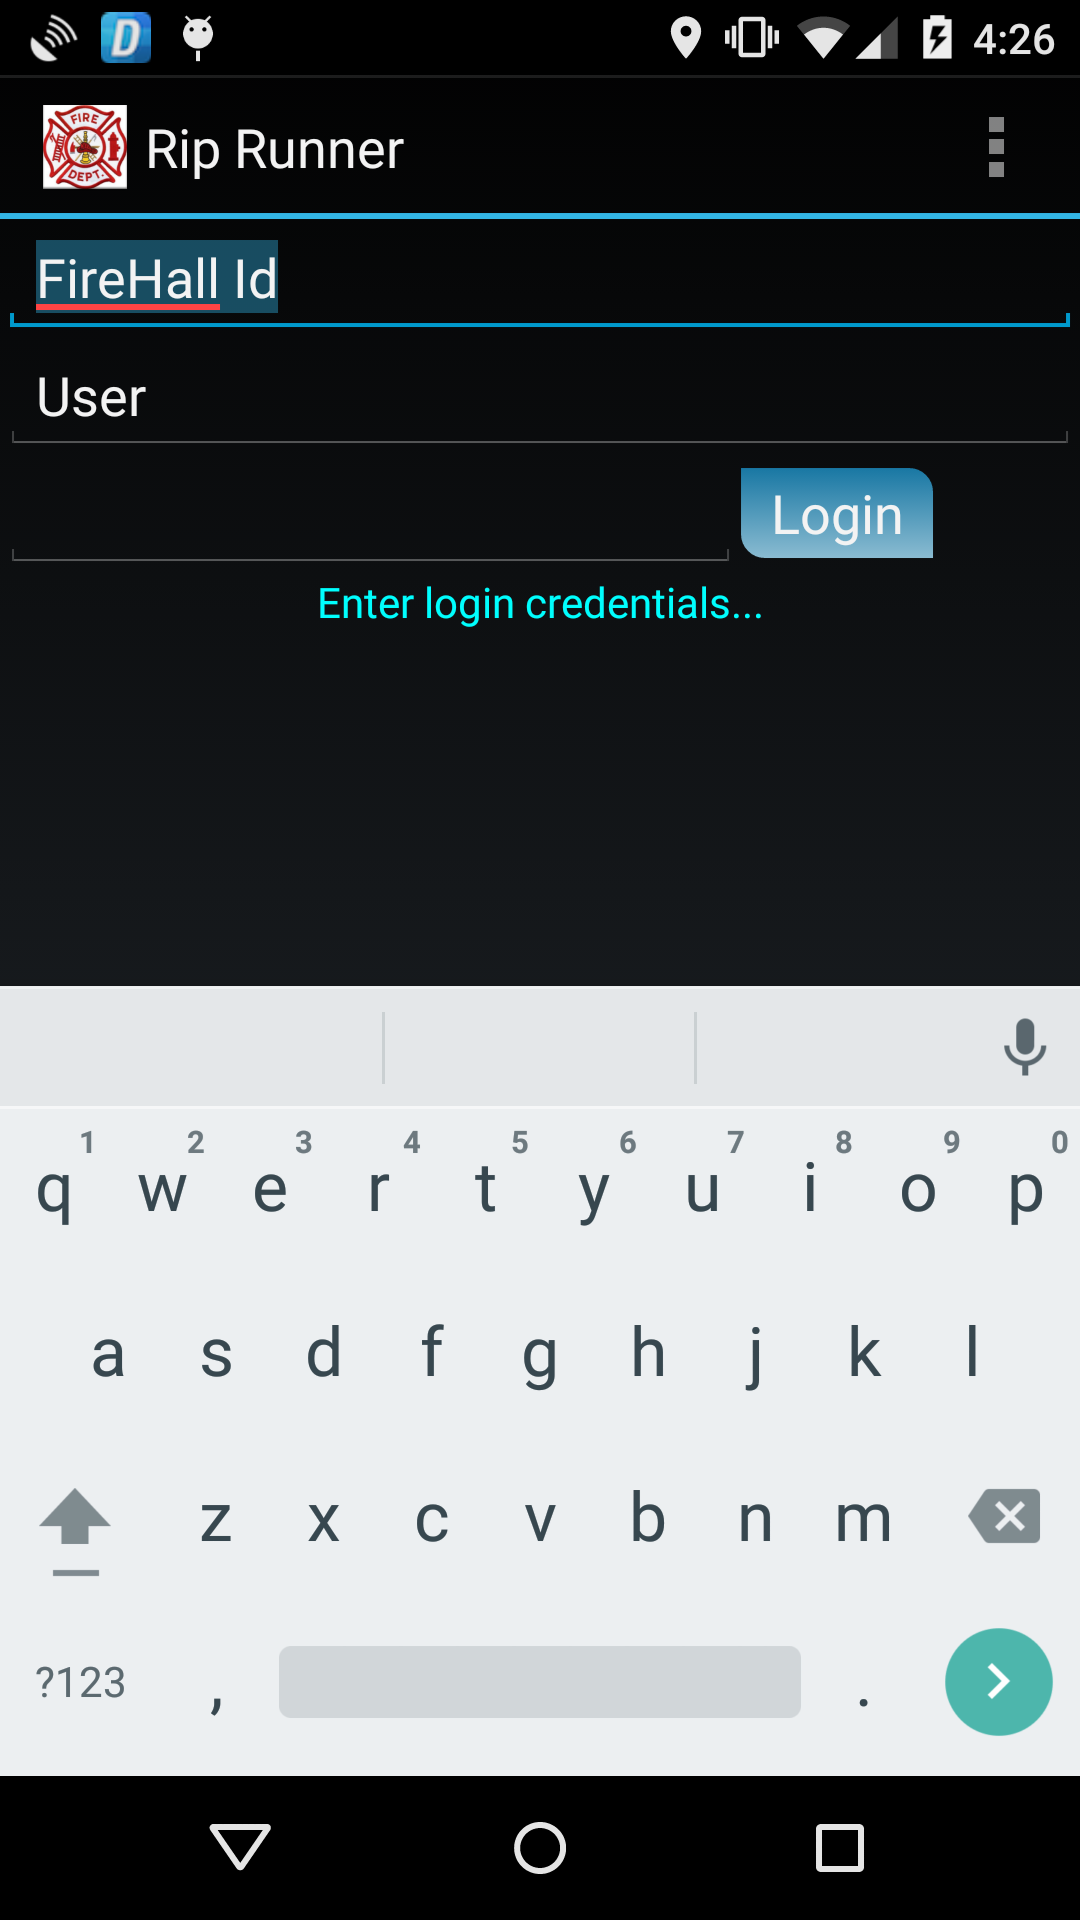 D
4:26
FIRE
DEPT.
Rip Runner
FireHall Id
User
Login
Enter login credentials...
1 2 3 4 5 6 7 8 9 0
q w e r t y u i o p
a s d f g h j k l
z x c v b n m
?123 , .